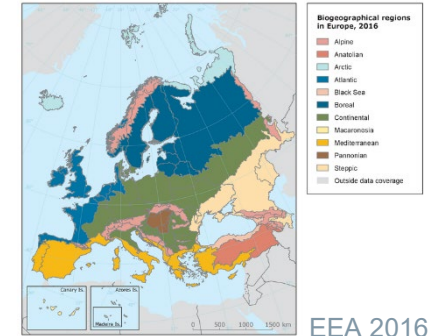 Biogeographical regions
in Europe, 2016
Alpine
Anatolian
Arctic
Atlantic
Black Sea
Boreal
Continental
Macaronesia
Mediterranean
Pannonian
Steppic
Outside data coverage
Canary Is.
Azores Is.
Madeira Is.
0 500 1000 1500 km
EEA 2016